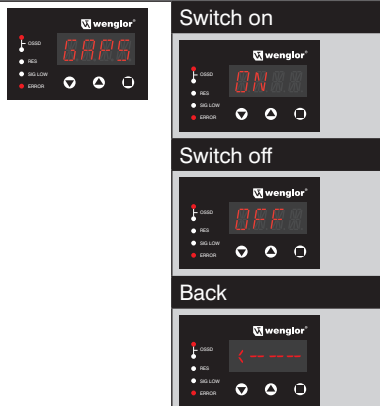 wenglor®
OSSD
GAPS
RES
SIG LOW
ERROR
Switch on
wenglor®
OSSD
ON
RES
SIG LOW
ERROR
Switch off
wenglor®
OSSD
OFF
RES
SIG LOW
ERROR
Back
wenglor®
OSSD
<-----
RES
SIG LOW
ERROR